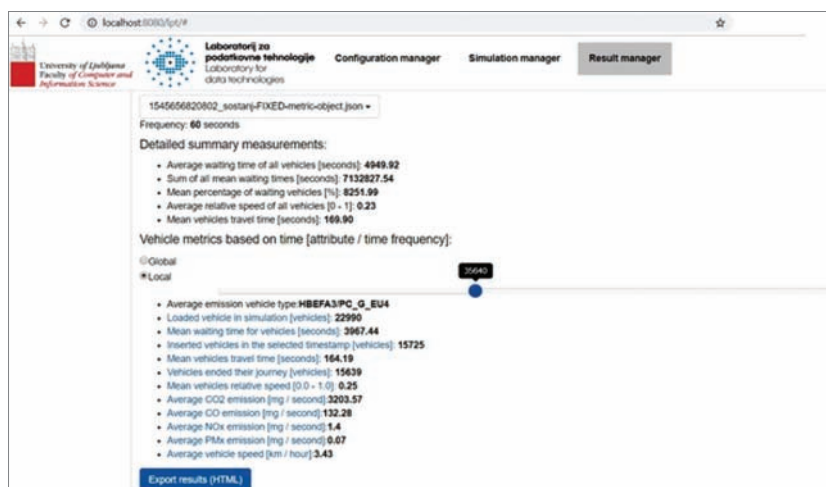 localhost:8080/lpt/#
University of Ljubljana
Faculty of Computer and
Information Science
Laboratorij za
podatkovne tehnologije
Laboratory for
data technologies
Configuration manager
Simulation manager
Result manager
1545656820802_sostanj-FIXED-metric-object.json
Frequency: 60 seconds
Detailed summary measurements:
Average waiting time of all vehicles [seconds]: 4949.92
Sum of all mean waiting times [seconds]: 7132827.54
Mean percentage of waiting vehicles [%]: 8251.99
Average relative speed of all vehicles [0 - 1]: 0.23
Mean vehicles travel time [seconds]: 169.90
Vehicle metrics based on time [attribute / time frequency]:
Global
Local
35640
Average emission vehicle type:HBEFA3/PC_G_EU4
Loaded vehicle in simulation [vehicles]: 22990
Mean waiting time for vehicles [seconds]: 3967.44
Inserted vehicles in the selected timestamp [vehicles]: 15725
Mean vehicles travel time [seconds]: 164.19
Vehicles ended their journey [vehicles]: 15639
Mean vehicles relative speed [0.0 - 1.0]: 0.25
Average CO2 emission [mg / second]:3203.57
Average CO emission [mg / second]:132.28
Average NOx emission [mg / second]:1.4
Average PMx emission [mg / second]:0.07
Average vehicle speed [km / hour]:3.43
Export results (HTML)